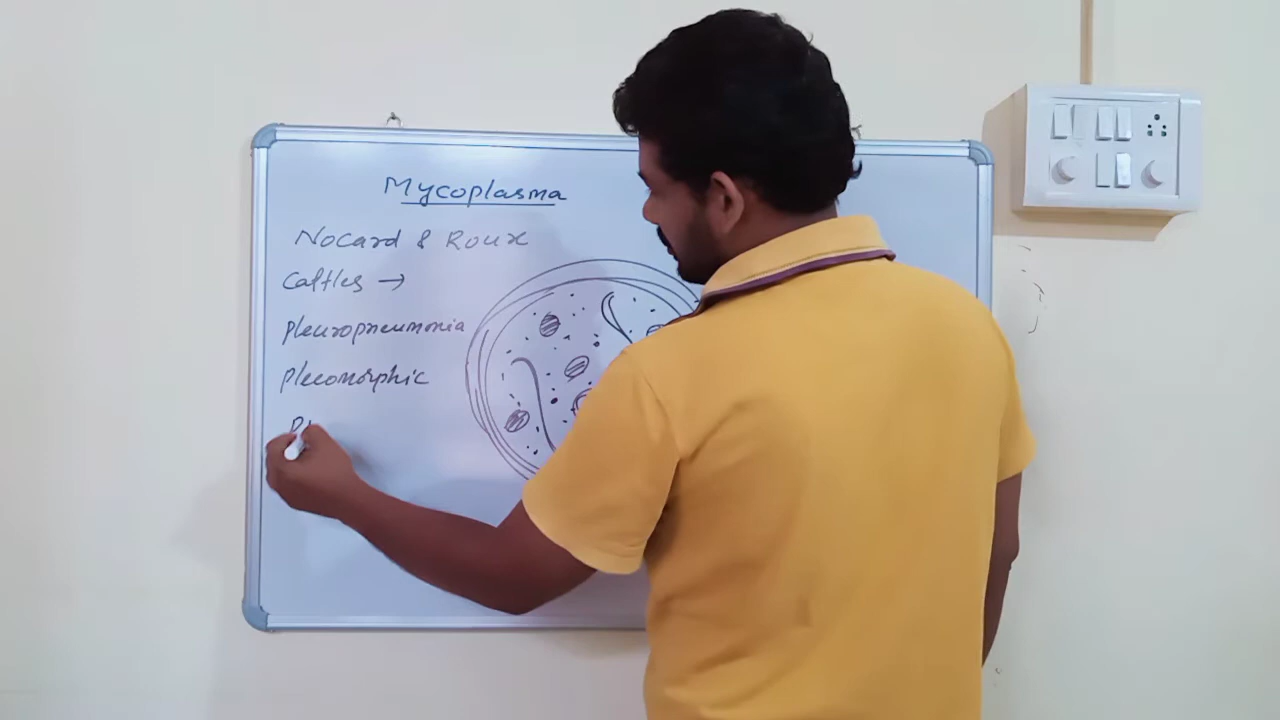 Mycoplasma
Nocard & Roux
Cattles →
Pleuropneumonia
Pleomorphic